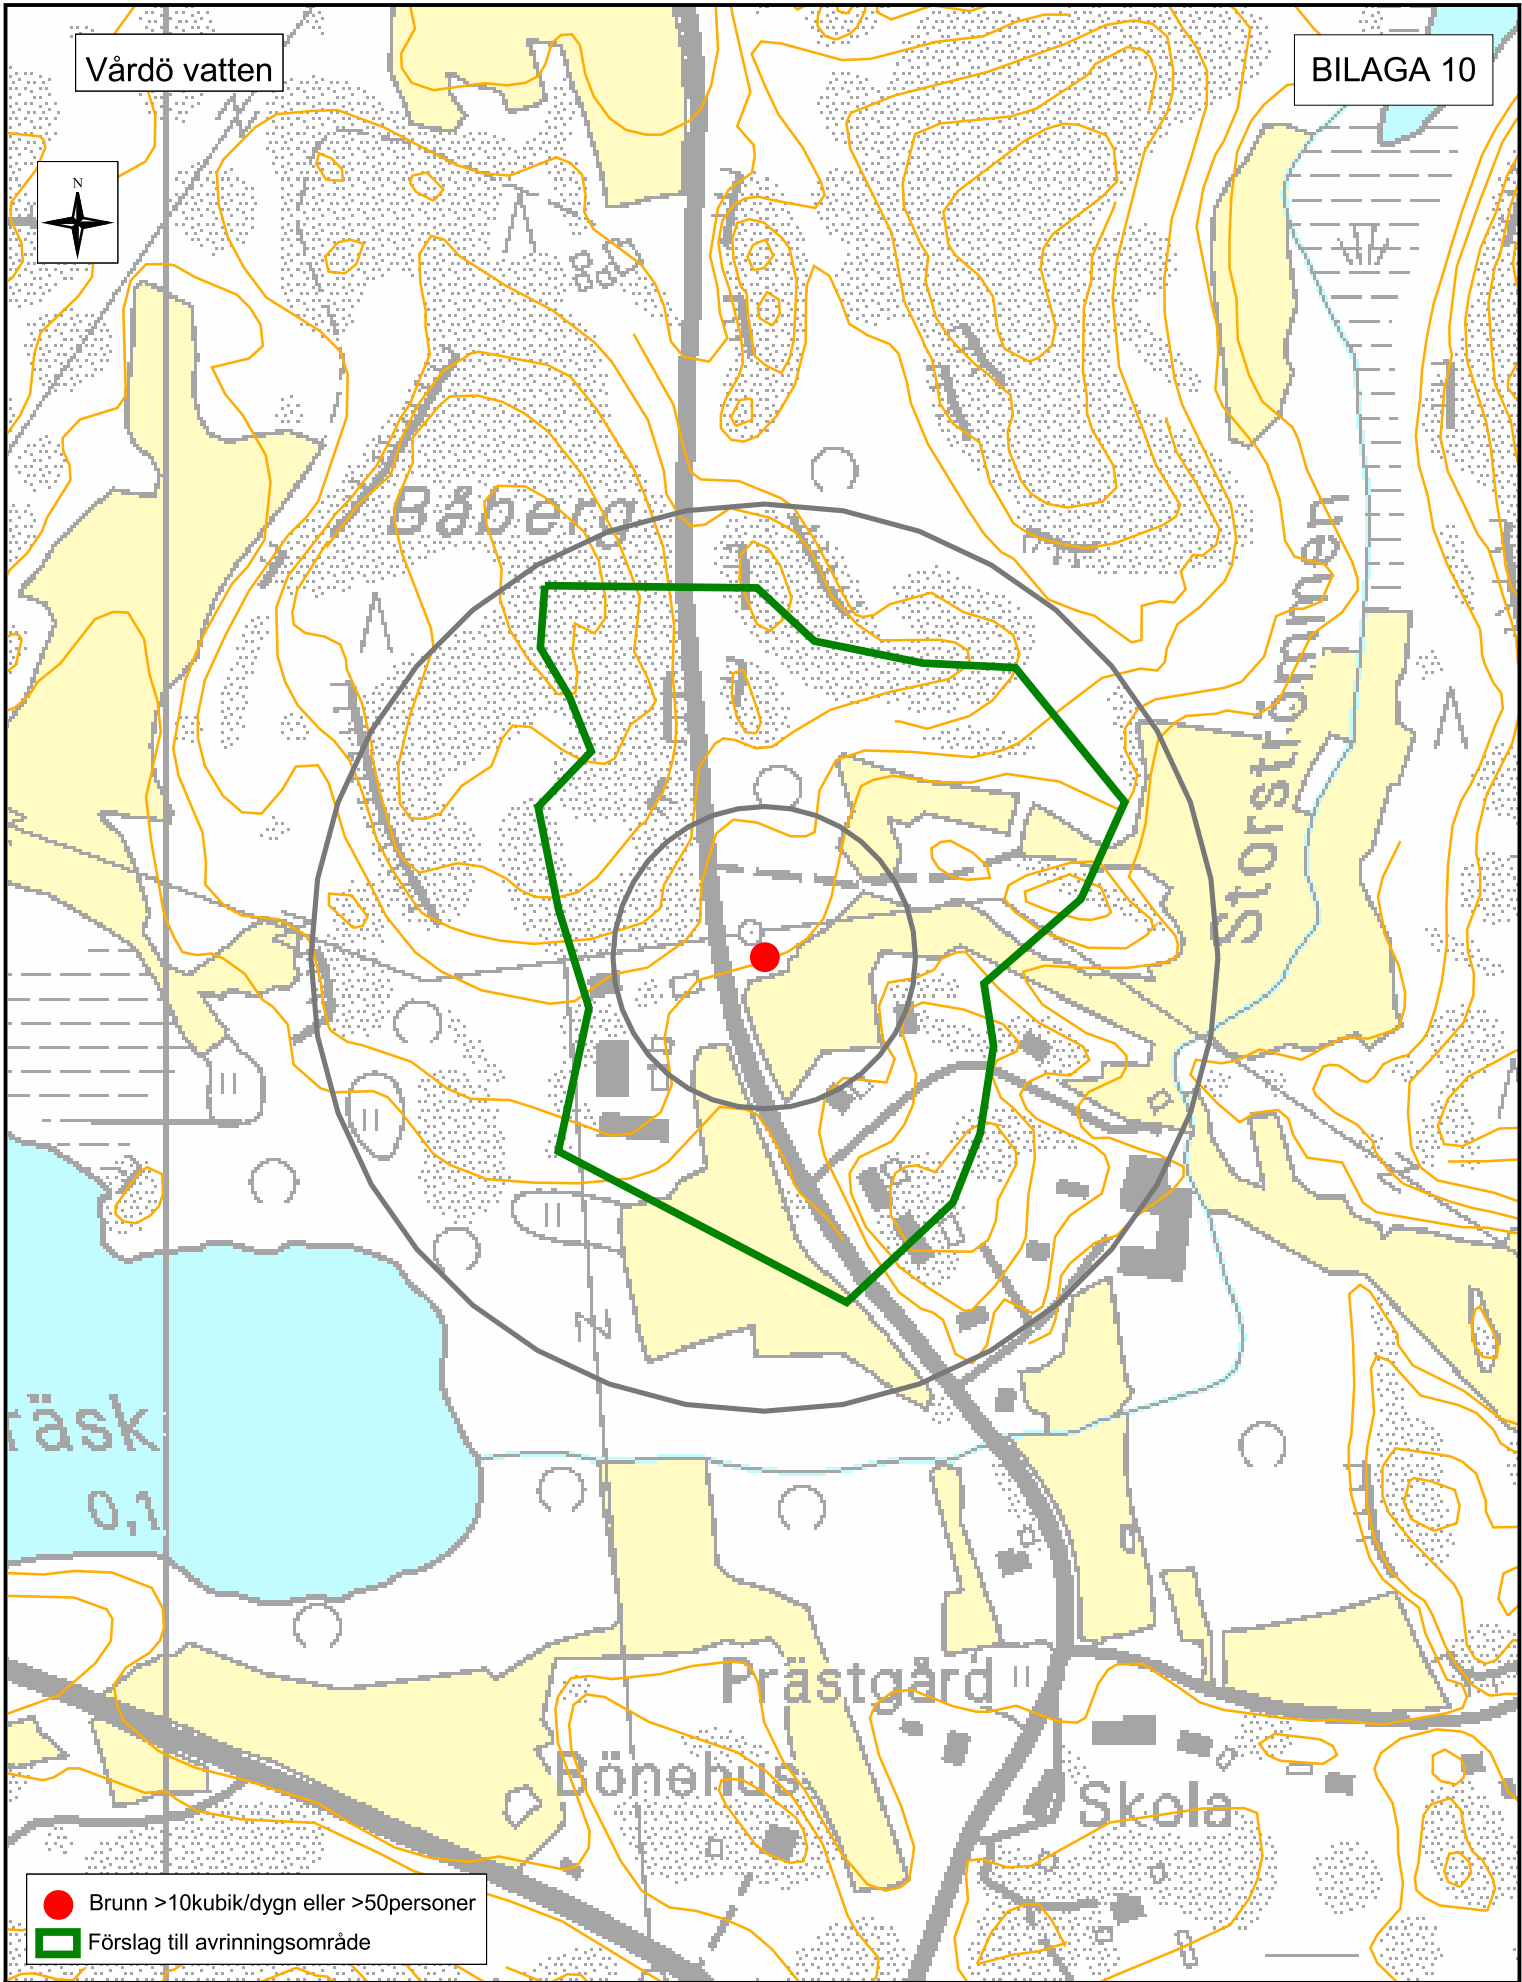 Vårdö vatten
BILAGA 10
N
Båberg
Storströmmen
räsk
0,1
Prästgård
Bönehus
Skola
Brunn >10kubik/dygn eller >50personer
Förslag till avrinningsområde